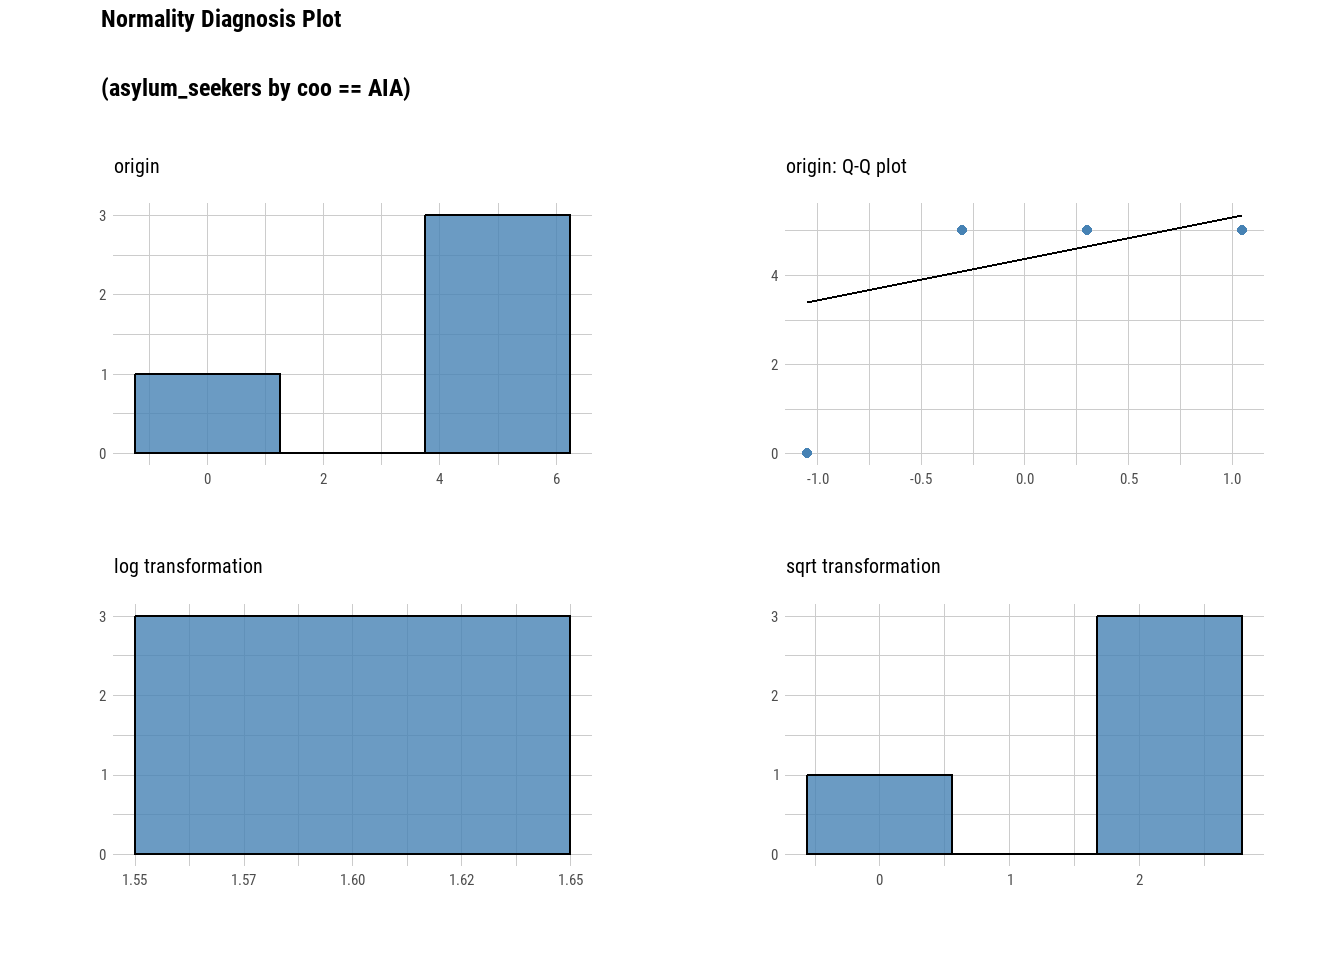 Normality Diagnosis Plot
(asylum_seekers by coo == AIA)
origin
3
2
1
0
0 2 4 6
origin: Q-Q plot
4
2
0
-1.0 -0.5 0.0 0.5 1.0
log transformation
3
2
1
0
1.55 1.57 1.60 1.62 1.65
sqrt transformation
3
2
1
0
0 1 2